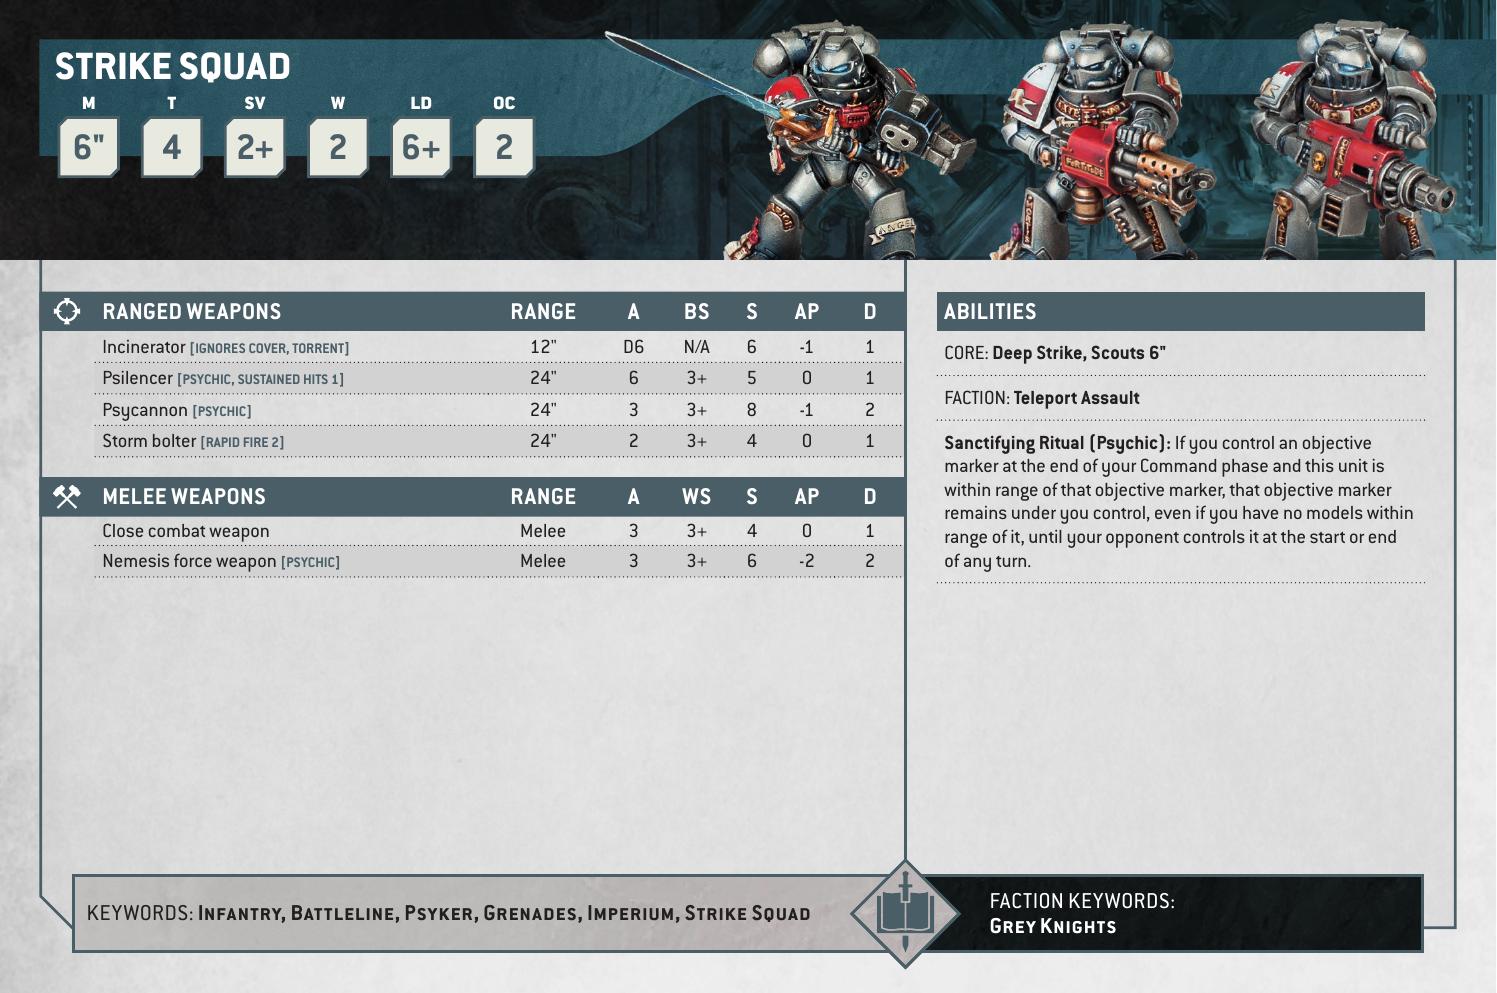 STRIKE SQUAD
M T SV W LD OC
6" 4 2+ 2 6+ 2
RANGED WEAPONS RANGE A BS S AP D
Incinerator [IGNORES COVER, TORRENT] 12" D6 N/A 6 -1 1
Psilencer [PSYCHIC, SUSTAINED HITS 1] 24" 6 3+ 5 0 1
Psycannon [PSYCHIC] 24" 3 3+ 8 -1 2
Storm bolter [RAPID FIRE 2] 24" 2 3+ 4 0 1
MELEE WEAPONS RANGE A WS S AP D
Close combat weapon Melee 3 3+ 4 0 1
Nemesis force weapon [PSYCHIC] Melee 3 3+ 6 -2 2
ABILITIES
CORE: Deep Strike, Scouts 6"
FACTION: Teleport Assault
Sanctifying Ritual (Psychic): If you control an objective
marker at the end of your Command phase and this unit is
within range of that objective marker, that objective marker
remains under you control, even if you have no models within
range of it, until your opponent controls it at the start or end
of any turn.
KEYWORDS: INFANTRY, BATTLELINE, PSYKER, GRENADES, IMPERIUM, STRIKE SQUAD
FACTION KEYWORDS:
GREY KNIGHTS